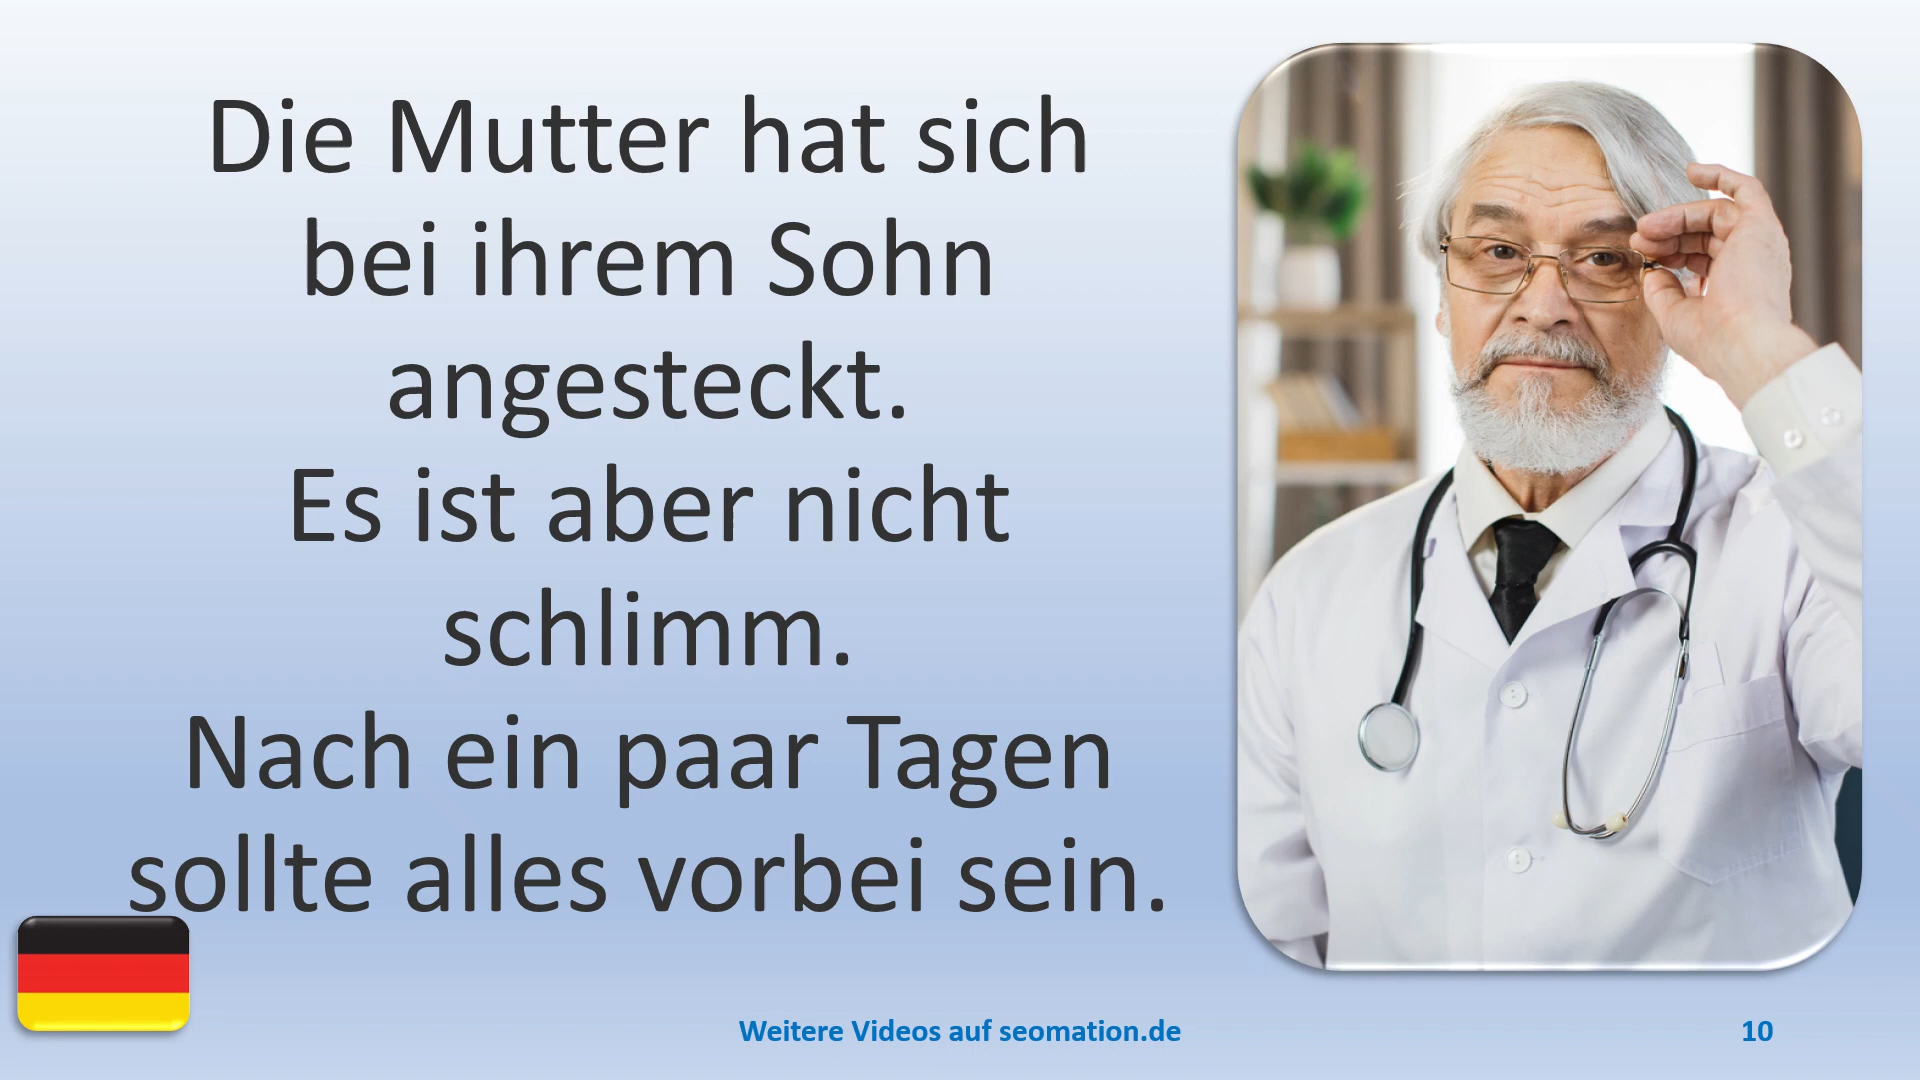 Die Mutter hat sich
bei ihrem Sohn
angesteckt.
Es ist aber nicht
schlimm.
Nach ein paar Tagen
sollte alles vorbei sein.
Weitere Videos auf seomation.de
10